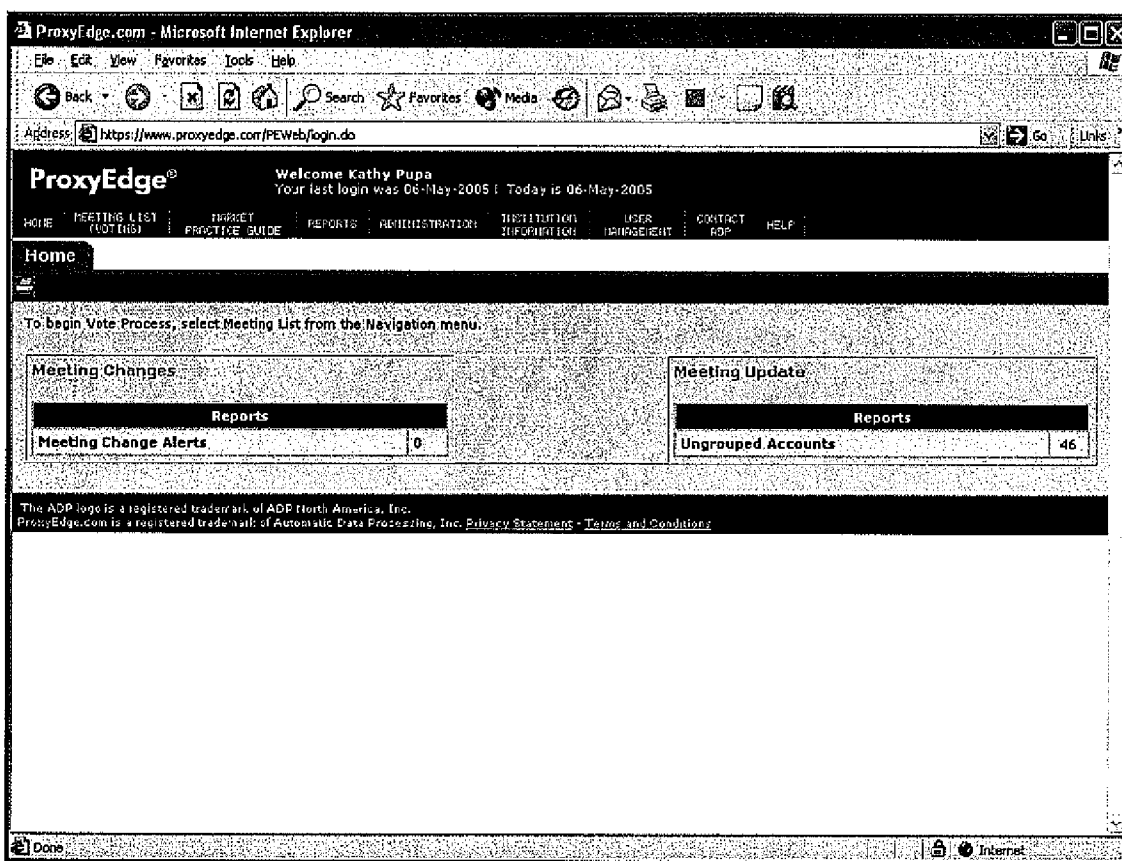 ProxyEdge.com - Microsoft Internet Explorer
File Edit View Favorites Tools Help
Back Search Favorites Media
Address https://www.proxyedge.com/PEWeb/login.do Go Links
ProxyEdge®
Welcome Kathy Pupa
Your last login was 06-May-2005 | Today is 06-May-2005
HOME MEETING LIST (VOTING) MARKET PRACTICE GUIDE REPORTS ADMINISTRATION INSTITUTION INFORMATION USER MANAGEMENT CONTACT ADP HELP
Home
To begin Vote Process, select Meeting List from the Navigation menu.
Meeting Changes
Reports
Meeting Change Alerts 0
Meeting Update
Reports
Ungrouped Accounts 46
The ADP logo is a registered trademark of ADP North America, Inc.
ProxyEdge.com is a registered trademark of Automatic Data Processing, Inc. Privacy Statement - Terms and Conditions
Done Internet